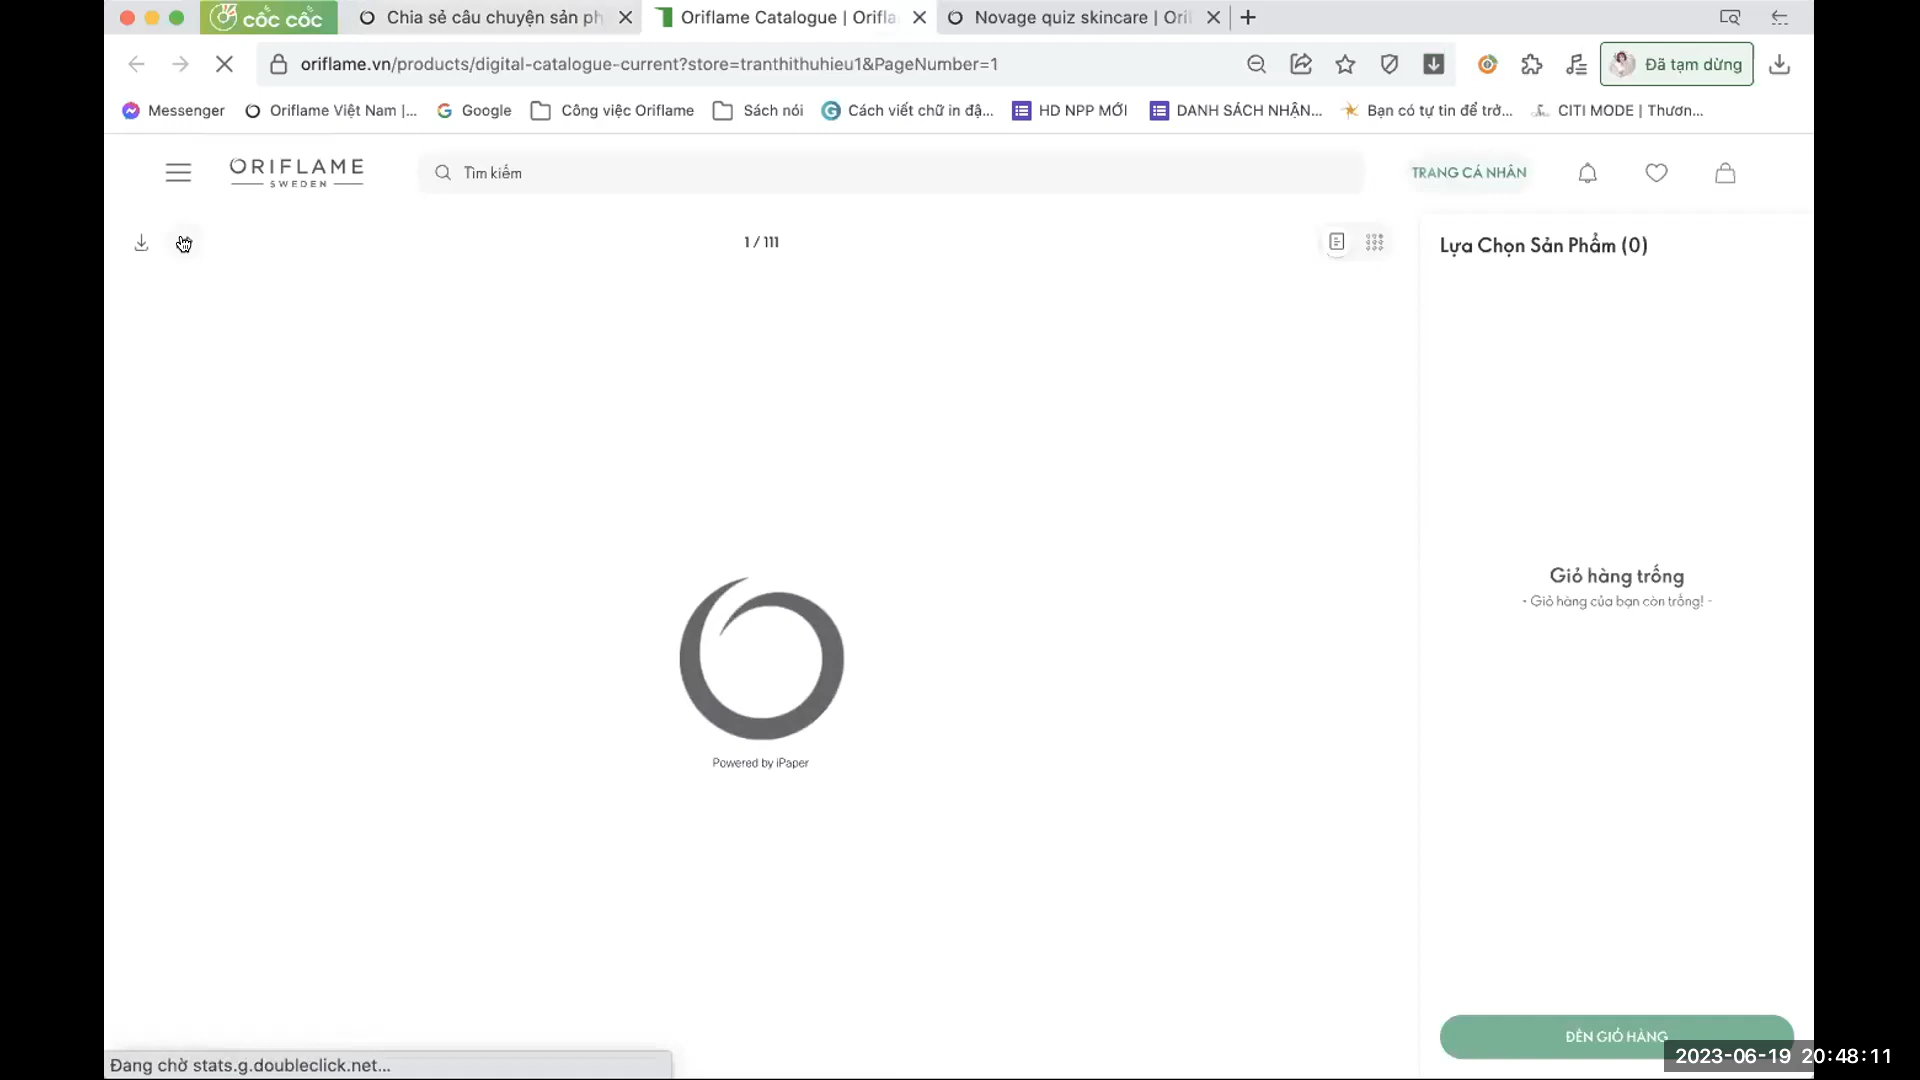 cốc cốc
Chia sẻ câu chuyện sản ph
Oriflame Catalogue | Orifla
Novage quiz skincare | Ori
oriflame.vn/products/digital-catalogue-current?store=tranthithuhieu1&PageNumber=1
Đã tạm dừng
Messenger
Oriflame Việt Nam |...
Google
Công việc Oriflame
Sách nói
Cách viết chữ in đậ...
HD NPP MỚI
DANH SÁCH NHẬN...
Bạn có tự tin để trở...
CITI MODE | Thươn...
ORIFLAME
SWEDEN
Tìm kiếm
TRANG CÁ NHÂN
1 / 111
Lựa Chọn Sản Phẩm (0)
Giỏ hàng trống
- Giỏ hàng của bạn còn trống! -
Powered by iPaper
ĐẾN GIỎ HÀNG
Đang chờ stats.g.doubleclick.net...
2023-06-19 20:48:11